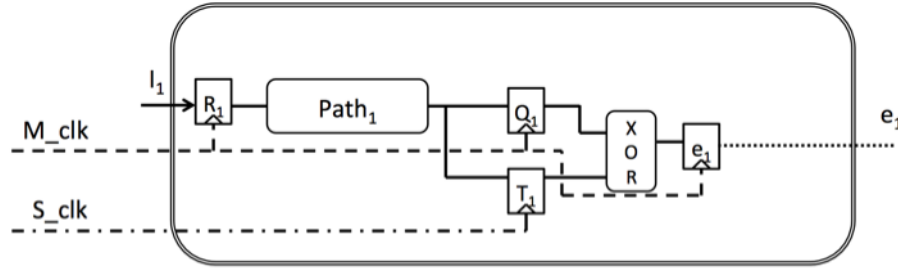 I₁
R₁
Path₁
Q₁
X
O
R
e₁
e₁
M_clk
T₁
S_clk